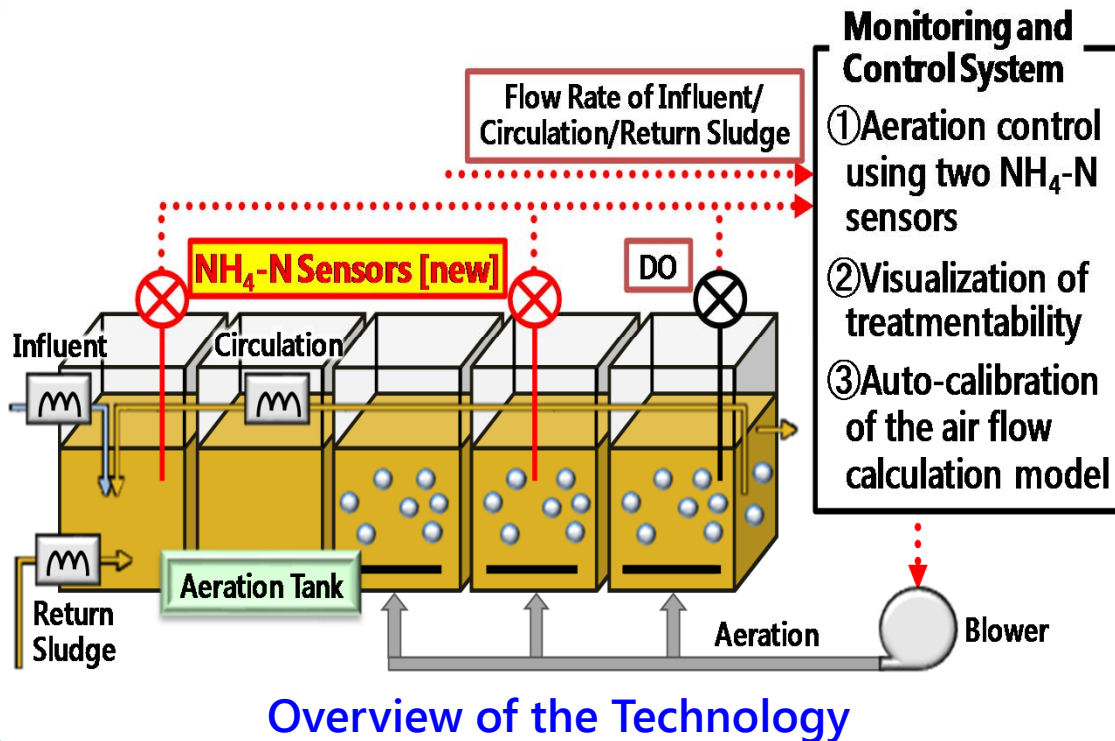 Monitoring and
Control System
①Aeration control
using two NH₄-N
sensors
②Visualization of
treatmentability
③Auto-calibration
of the air flow
calculation model
Flow Rate of Influent/
Circulation/Return Sludge
NH₄-N Sensors [new]
DO
Influent
Circulation
Aeration Tank
Return
Sludge
Aeration
Blower
Overview of the Technology